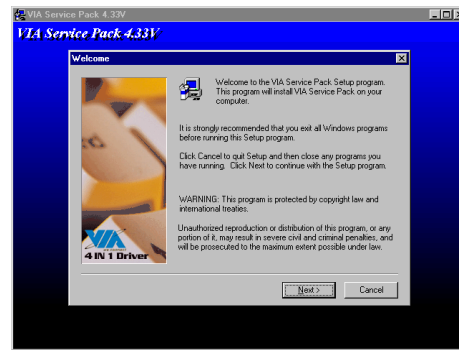 VIA Service Pack 4.33V
VIA Service Pack 4.33V
Welcome
Welcome to the VIA Service Pack Setup program.
This program will install VIA Service Pack on your
computer.
It is strongly recommended that you exit all Windows programs
before running this Setup program.
Click Cancel to quit Setup and then close any programs you
have running. Click Next to continue with the Setup program.
WARNING: This program is protected by copyright law and
international treaties.
Unauthorized reproduction or distribution of this program, or any
portion of it, may result in severe civil and criminal penalties, and
will be prosecuted to the maximum extent possible under law.
VIA
4 IN 1 Driver
Next >
Cancel